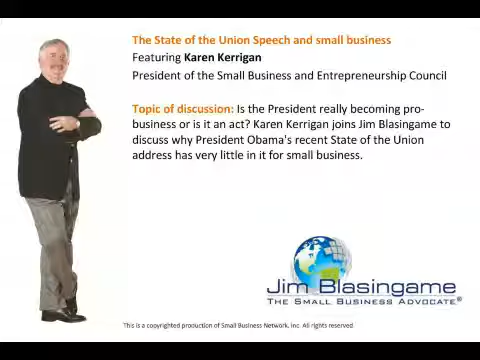 The State of the Union Speech and small business
Featuring Karen Kerrigan
President of the Small Business and Entrepreneurship Council
Topic of discussion: Is the President really becoming pro-
business or is it an act? Karen Kerrigan joins Jim Blasingame to
discuss why President Obama's recent State of the Union
address has very little in it for small business.
Jim Blasingame
THE SMALL BUSINESS ADVOCATE®
This is a copyrighted production of Small Business Network, Inc. All rights reserved